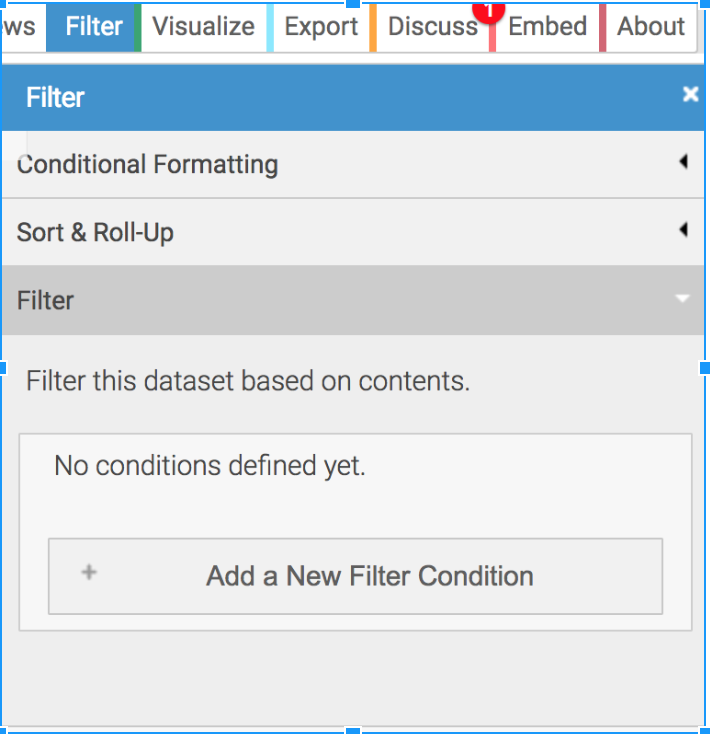 ws Filter Visualize Export Discuss Embed About
Filter
Conditional Formatting
Sort & Roll-Up
Filter
Filter this dataset based on contents.
No conditions defined yet.
+ Add a New Filter Condition